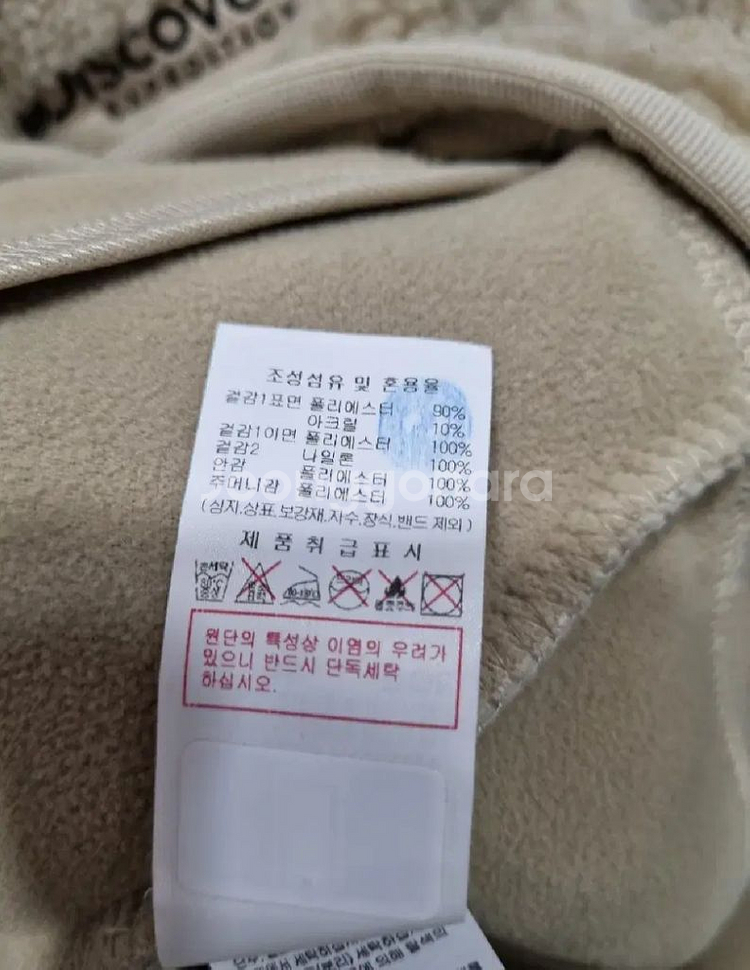 DISCOV
EXPEDITION
조성섬유 및 혼용율
겉감1표면 폴리에스터 90%
아크릴 10%
겉감1이면 폴리에스터 100%
겉감2 나일론 100%
안감 폴리에스터 100%
주머니감 폴리에스터 100%
(심지,상표,보강재,자수,장식,밴드 제외)
제품취급표시
원단의 특성상 이염의 우려가
있으니 반드시 단독세탁
하십시오.